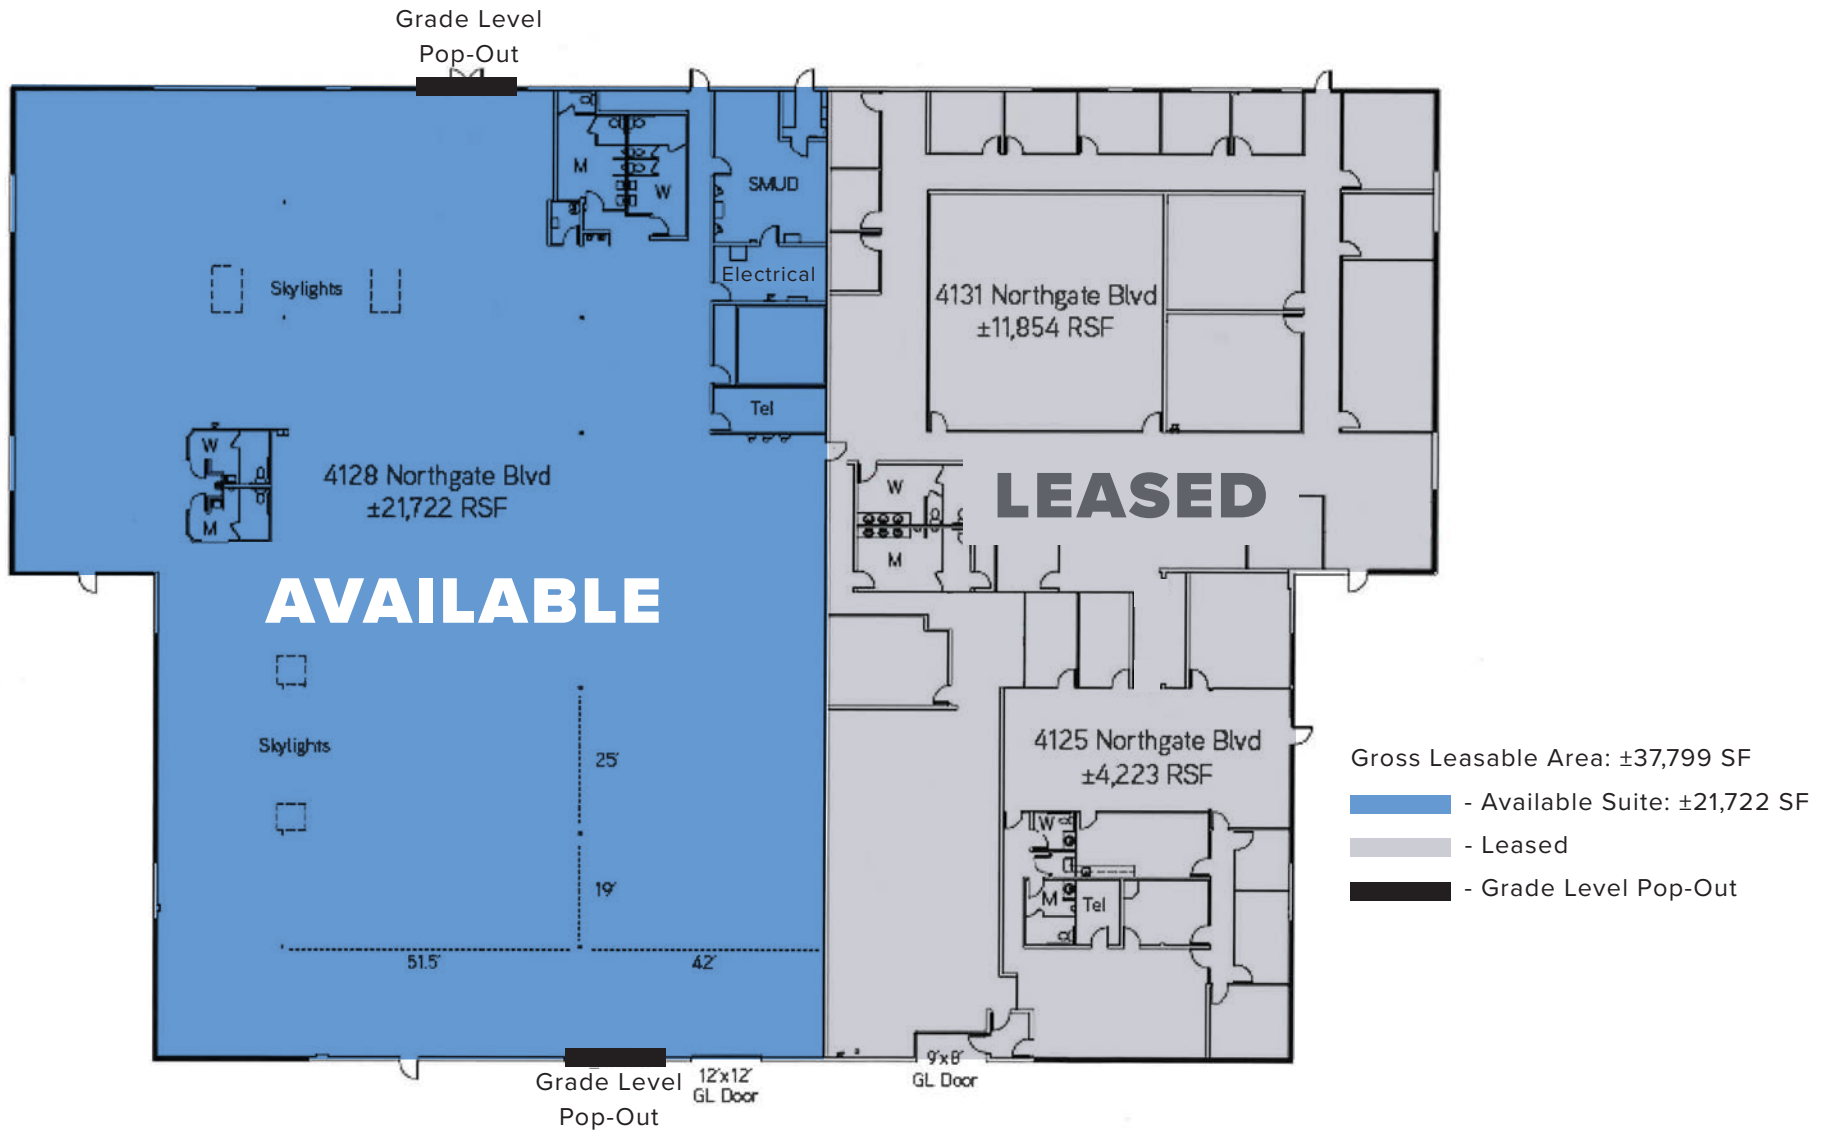 Grade Level
Pop-Out
M
W
SMUD
Electrical
Skylights
Tel
4131 Northgate Blvd
±11,854 RSF
W
M
4128 Northgate Blvd
±21,722 RSF
W
M
LEASED
AVAILABLE
Skylights
25'
19'
51.5'
42'
4125 Northgate Blvd
±4,223 RSF
W
M
Tel
Gross Leasable Area: ±37,799 SF
- Available Suite: ±21,722 SF
- Leased
- Grade Level Pop-Out
Grade Level
Pop-Out
12'x12'
GL Door
9'x8'
GL Door